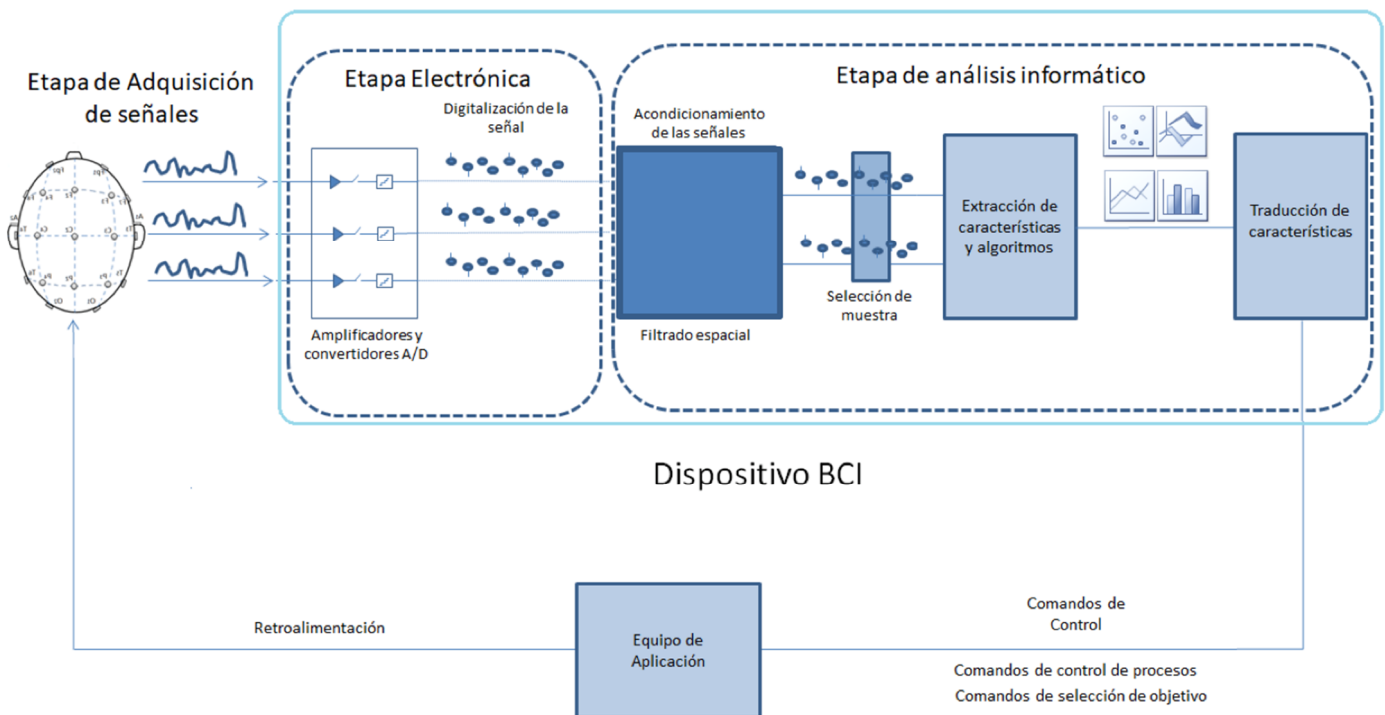 Etapa de Adquisición
de señales
Etapa Electrónica
Digitalización de la
señal
Amplificadores y
convertidores A/D
Etapa de análisis informático
Acondicionamiento
de las señales
Filtrado espacial
Selección de
muestra
Extracción de
características
y algoritmos
Traducción de
características
Dispositivo BCI
Retroalimentación
Equipo de
Aplicación
Comandos de
Control
Comandos de control de procesos
Comandos de selección de objetivo